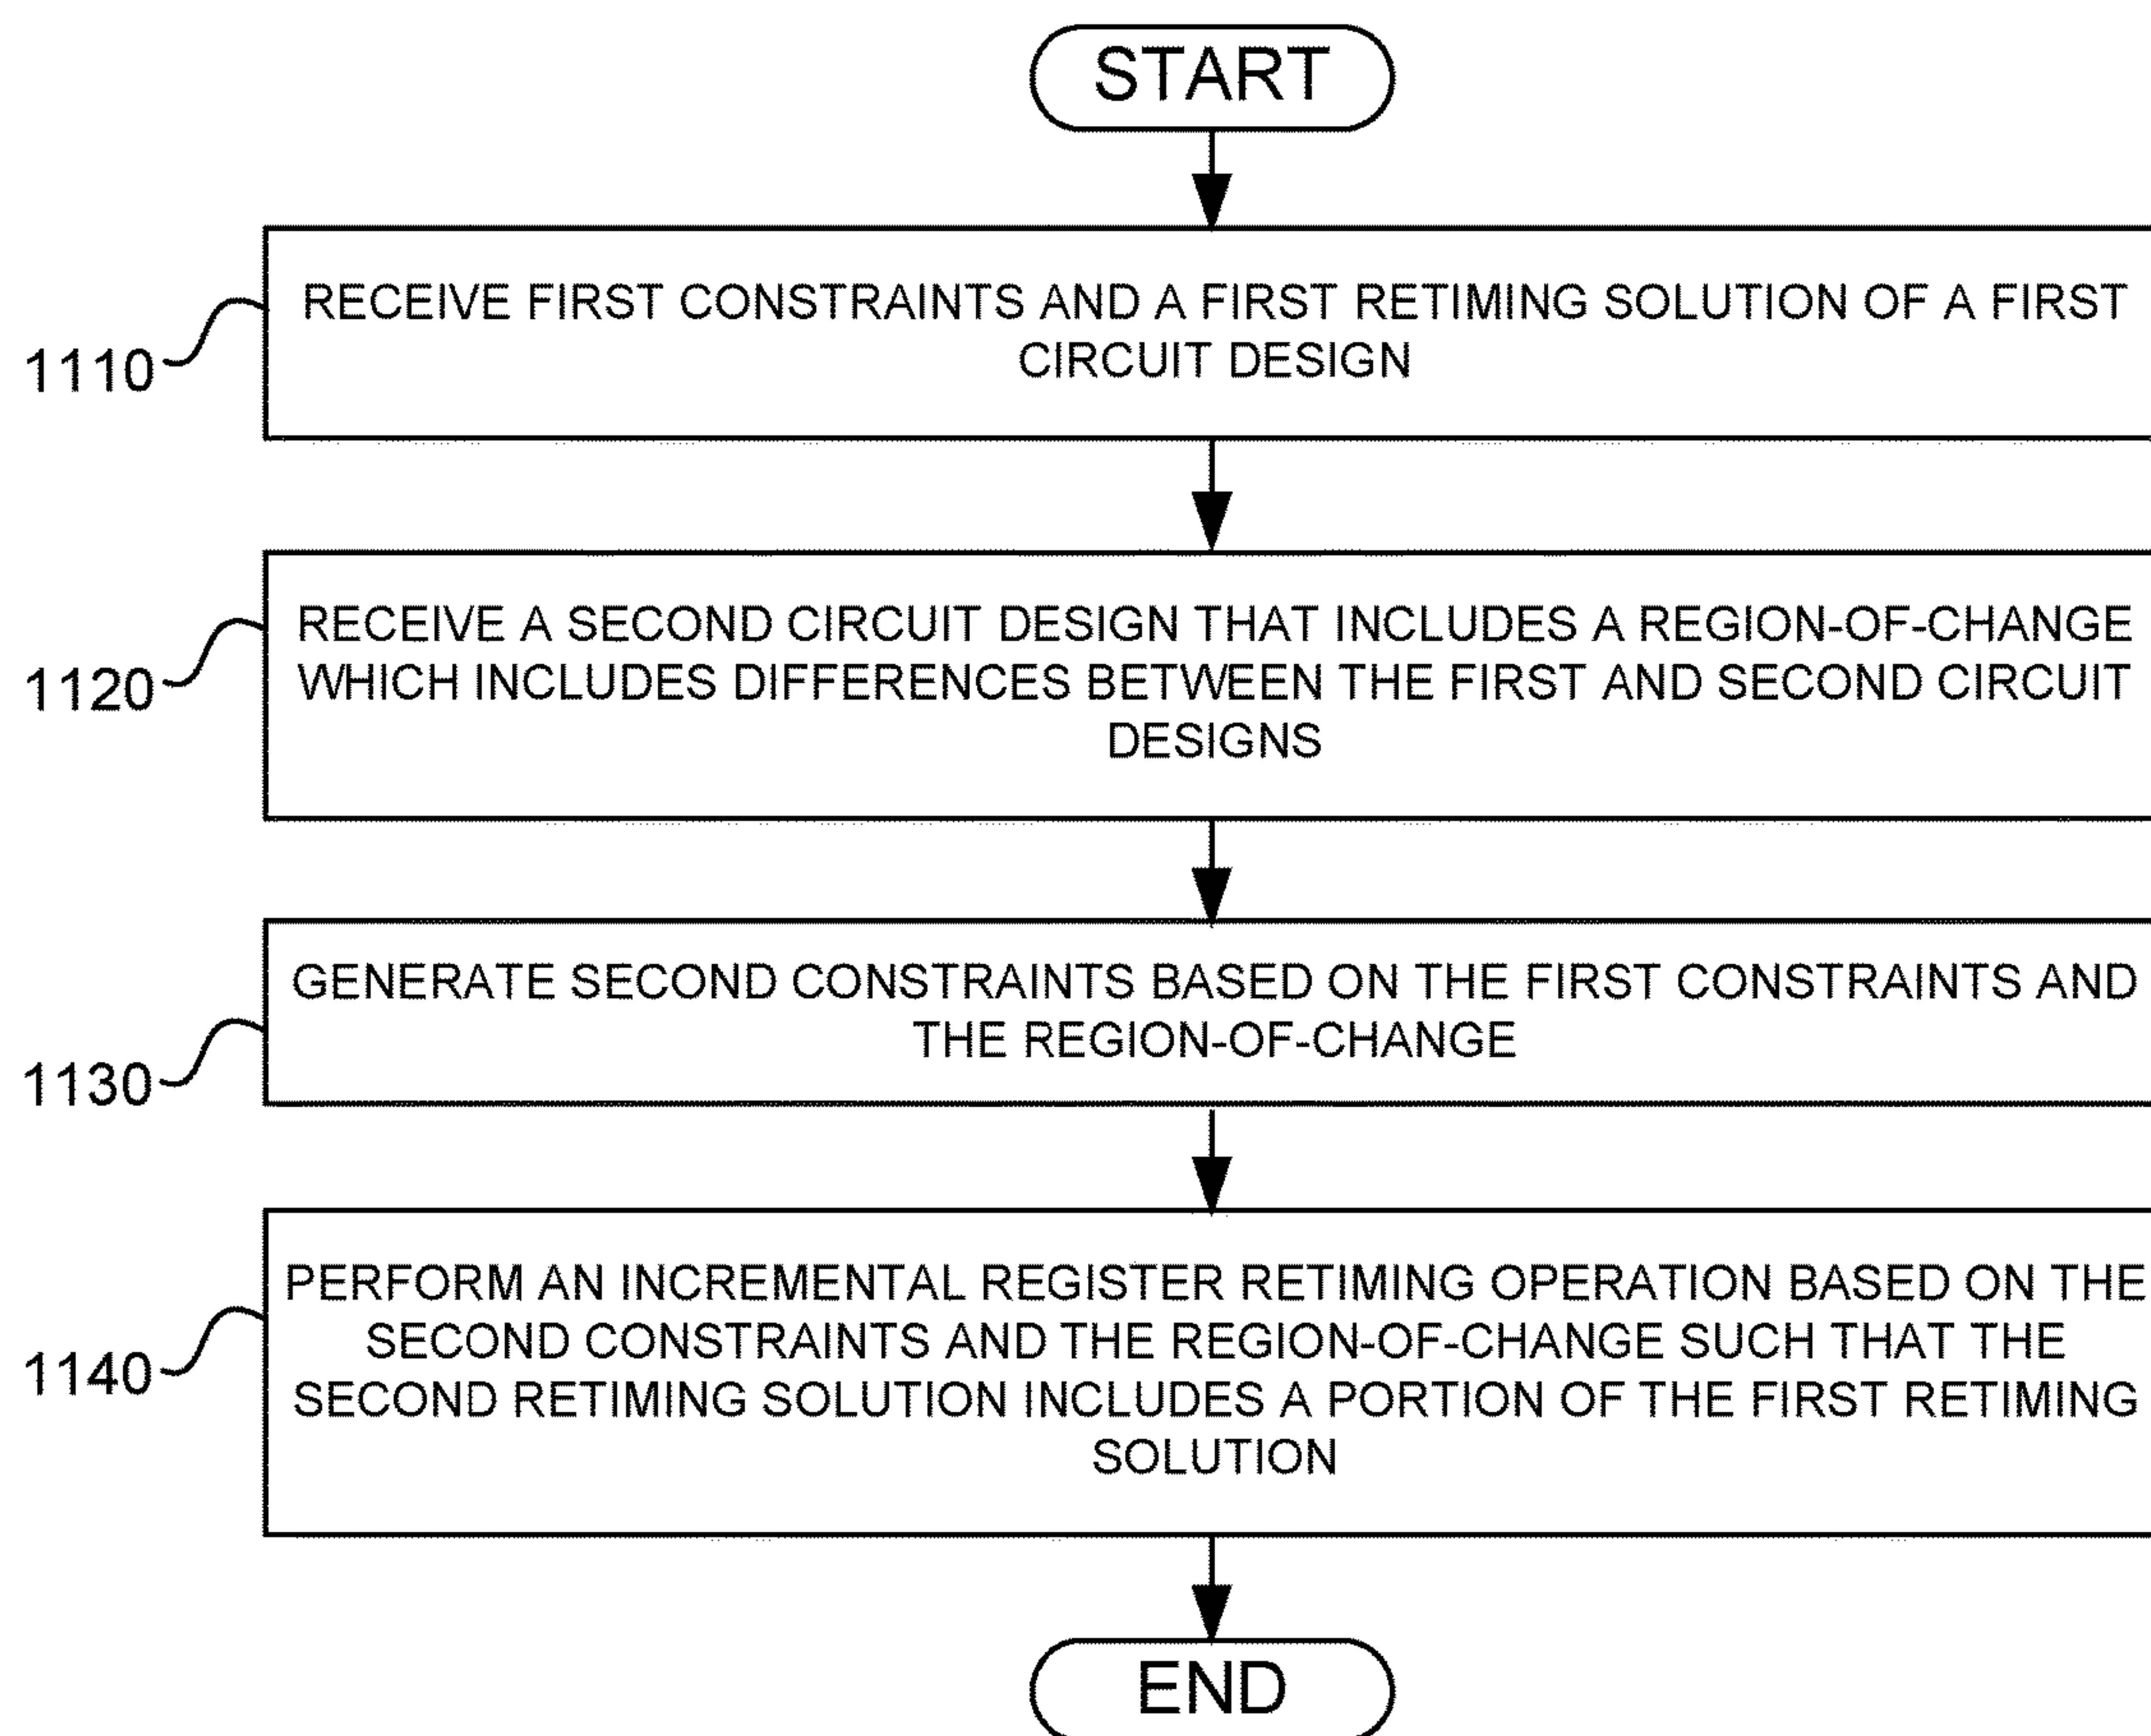 START
RECEIVE FIRST CONSTRAINTS AND A FIRST RETIMING SOLUTION OF A FIRST
CIRCUIT DESIGN
1110
RECEIVE A SECOND CIRCUIT DESIGN THAT INCLUDES A REGION-OF-CHANGE
WHICH INCLUDES DIFFERENCES BETWEEN THE FIRST AND SECOND CIRCUIT
DESIGNS
1120
GENERATE SECOND CONSTRAINTS BASED ON THE FIRST CONSTRAINTS AND
THE REGION-OF-CHANGE
1130
PERFORM AN INCREMENTAL REGISTER RETIMING OPERATION BASED ON THE
SECOND CONSTRAINTS AND THE REGION-OF-CHANGE SUCH THAT THE
SECOND RETIMING SOLUTION INCLUDES A PORTION OF THE FIRST RETIMING
SOLUTION
1140
END